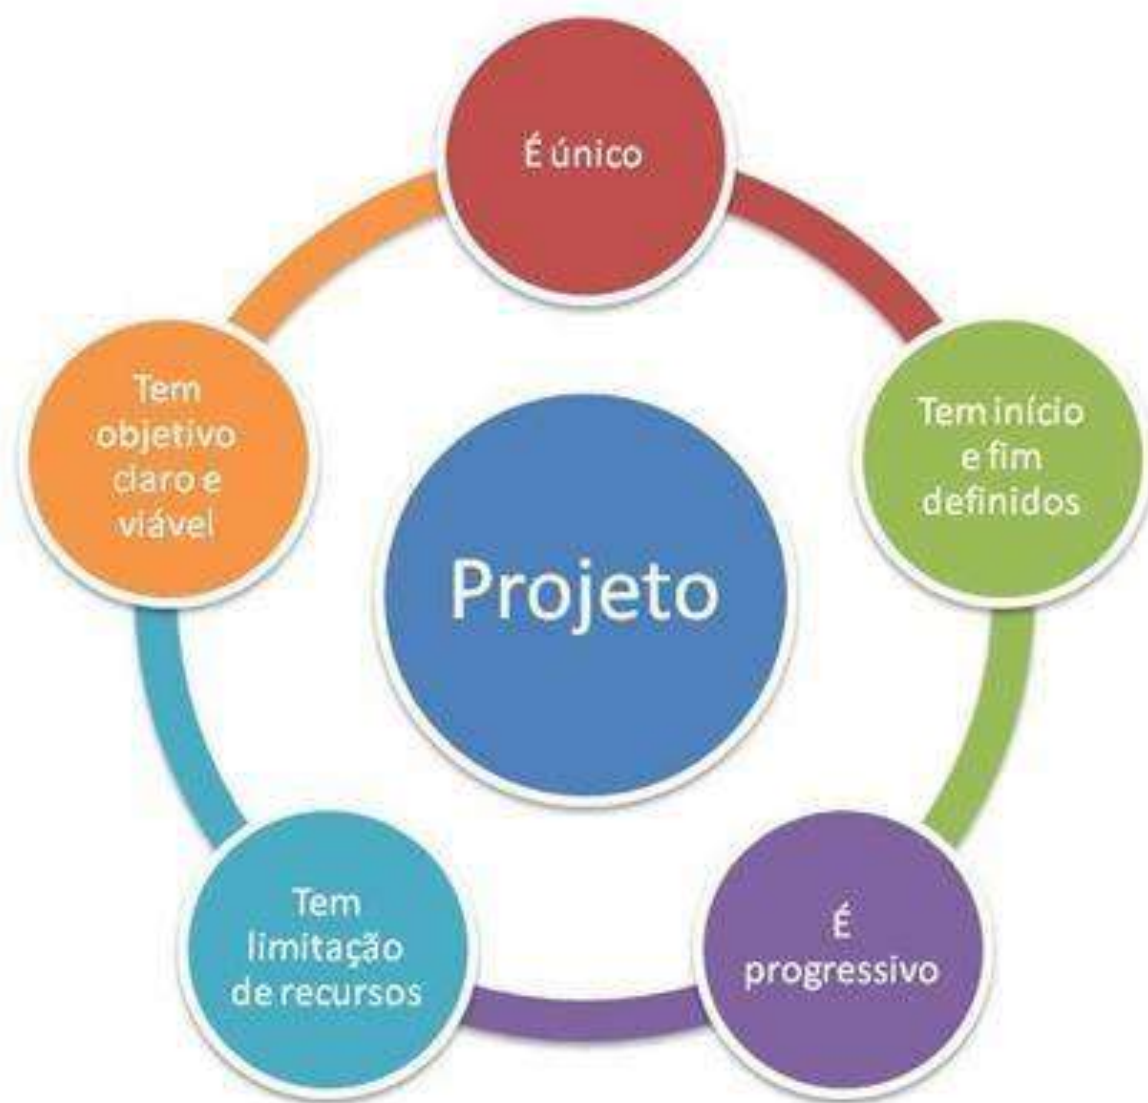 É único
Tem início
e fim
definidos
É
progressivo
Tem
limitação
de recursos
Tem
objetivo
claro e
viável
Projeto